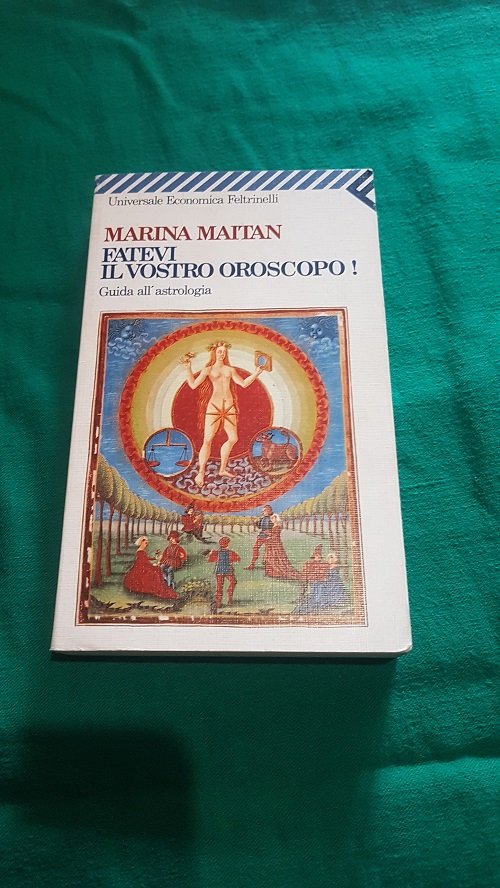 Universale Economica Feltrinelli
MARINA MAITAN
FATEVI
IL VOSTRO OROSCOPO !
Guida all'astrologia